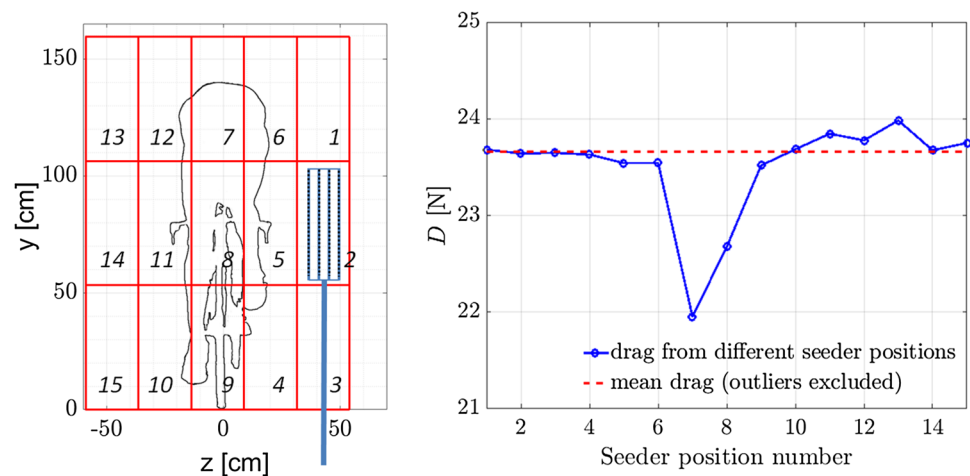 150
100
50
0
y [cm]
13 12 7 6 1
14 11 8 5 2
15 10 9 4 3
-50 0 50
z [cm]
25
24
23
22
21
D [N]
drag from different seeder positions
mean drag (outliers excluded)
2 4 6 8 10 12 14
Seeder position number